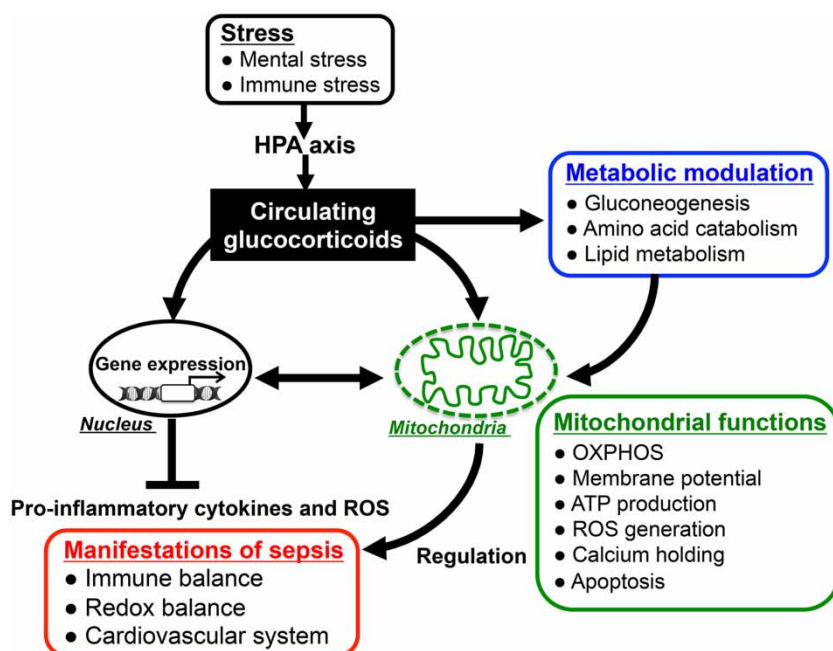 Stress
● Mental stress
● Immune stress
HPA axis
Circulating
glucocorticoids
Metabolic modulation
● Gluconeogenesis
● Amino acid catabolism
● Lipid metabolism
Gene expression
Nucleus
Mitochondria
Mitochondrial functions
● OXPHOS
● Membrane potential
● ATP production
● ROS generation
● Calcium holding
● Apoptosis
Pro-inflammatory cytokines and ROS
Regulation
Manifestations of sepsis
● Immune balance
● Redox balance
● Cardiovascular system